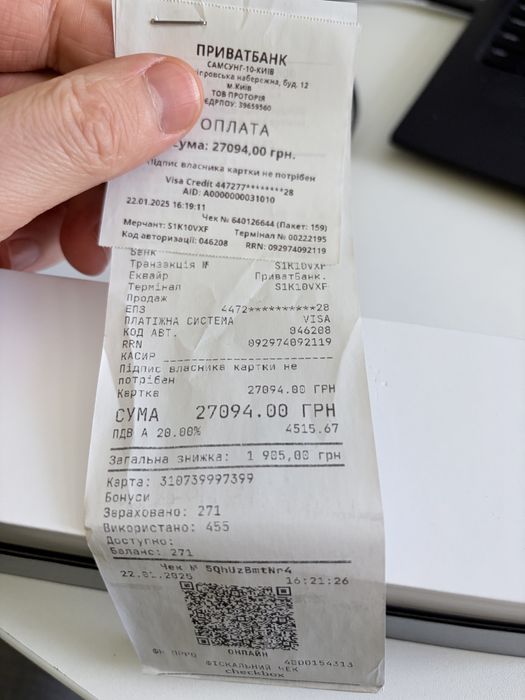 ПРИВАТБАНК
САМСУНГ-10-КИЇВ
набережна, буд. 12
м.Київ
ТОВ ПРОТОРІЯ
ЄДРПОУ: 39659360
ОПЛАТА
Сума: 27094,00 грн.
Підпис власника картки не потрібен
Visa Credit 447277********28
AID: A0000000031010
22.01.2025 16:19:11
Чек № 640126644 (Пакет: 159)
Мерчант: S1K10VXF Термінал № 00222195
Код авторизації: 046208 RRN: 092974092119
Банк
Транзакція № S1K10VXF
Еквайр ПриватБанк.
Термінал S1K10VXF
Продаж
ЕПЗ 4472**********28
ПЛАТІЖНА СИСТЕМА VISA
КОД АВТ. 046208
RRN 092974092119
КАСИР
Підпис власника картки не
потрібан
Картка 27094.00 ГРН
СУМА 27094.00 ГРН
ПДВ А 20.00% 4515.67
Загальна знижка: 1 905,00 грн
Карта: 310739997399
Бонуси
Зараховано: 271
Використано: 455
Доступно:
Баланс: 271
Чек № 5QhUzBmtNr4
22.01.2025 16:21:26
ФН ПРРО ОНЛАЙН 4000154313
ФІСКАЛЬНИЙ ЧЕК
checkbox